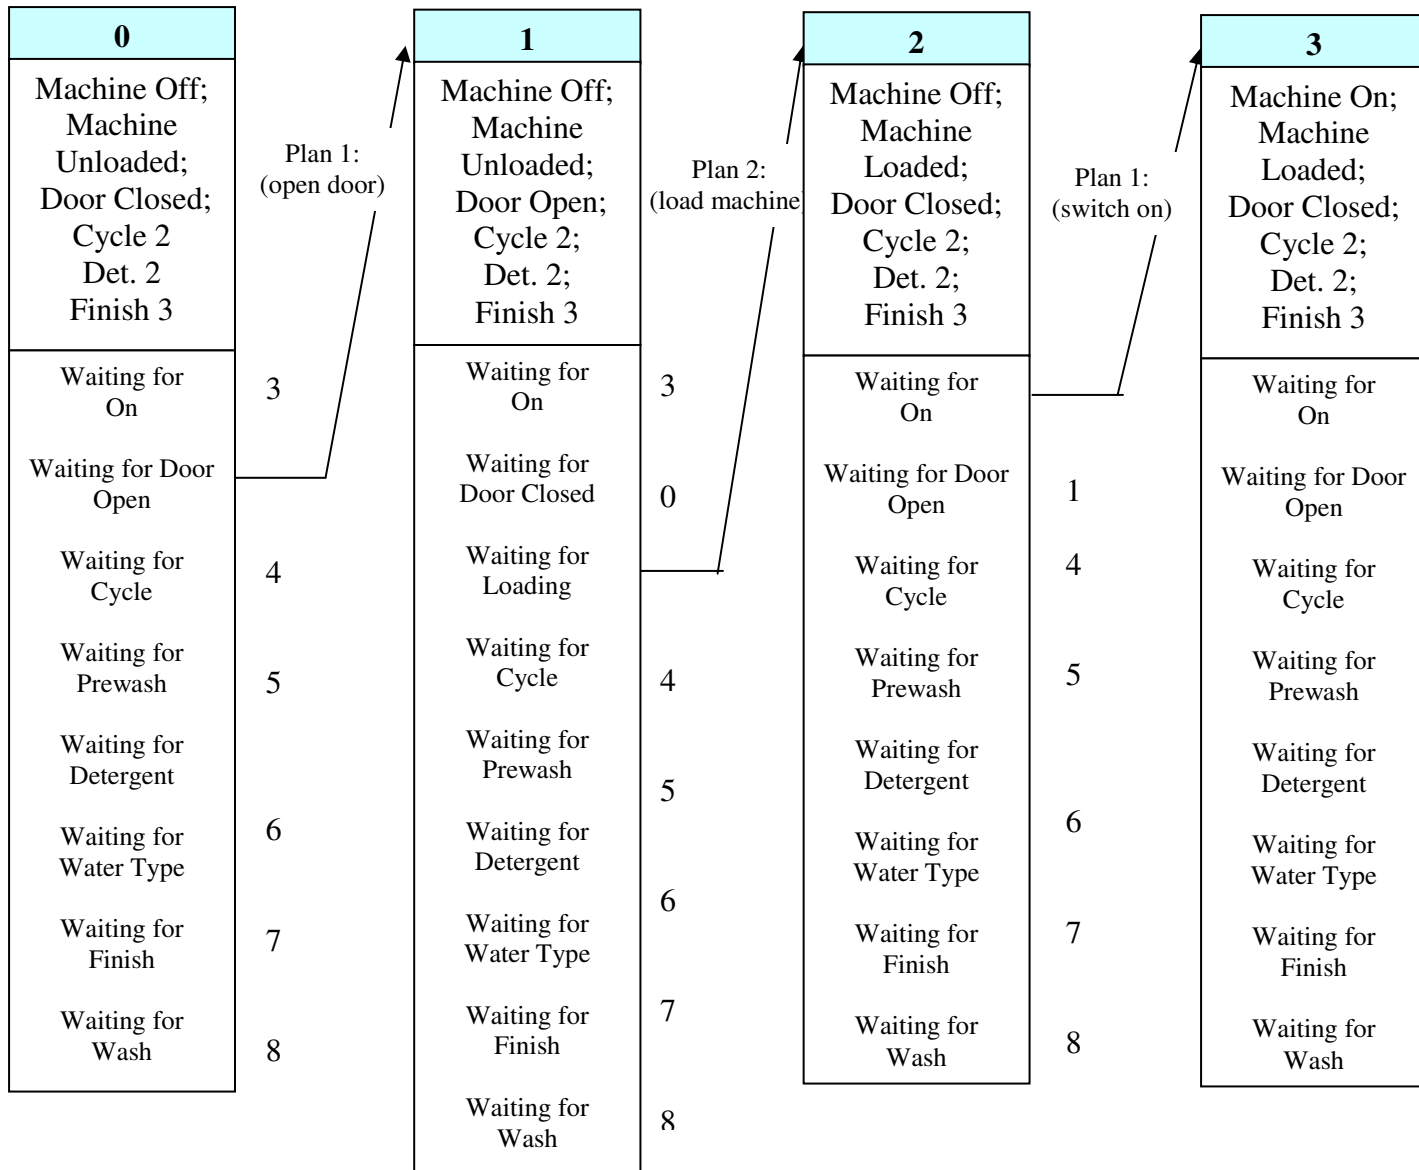 0
Machine Off;
Machine
Unloaded;
Door Closed;
Cycle 2
Det. 2
Finish 3
Waiting for
On
Waiting for Door
Open
Waiting for
Cycle
Waiting for
Prewash
Waiting for
Detergent
Waiting for
Water Type
Waiting for
Finish
Waiting for
Wash
3
4
5
6
7
8
Plan 1:
(open door)
1
Machine Off;
Machine
Unloaded;
Door Open;
Cycle 2;
Det. 2;
Finish 3
Waiting for
On
Waiting for
Door Closed
Waiting for
Loading
Waiting for
Cycle
Waiting for
Prewash
Waiting for
Detergent
Waiting for
Water Type
Waiting for
Finish
Waiting for
Wash
3
0
4
5
6
7
8
Plan 2:
(load machine)
2
Machine Off;
Machine
Loaded;
Door Closed;
Cycle 2;
Det. 2;
Finish 3
Waiting for
On
Waiting for Door
Open
Waiting for
Cycle
Waiting for
Prewash
Waiting for
Detergent
Waiting for
Water Type
Waiting for
Finish
Waiting for
Wash
1
4
5
6
7
8
Plan 1:
(switch on)
3
Machine On;
Machine
Loaded;
Door Closed;
Cycle 2;
Det. 2;
Finish 3
Waiting for
On
Waiting for Door
Open
Waiting for
Cycle
Waiting for
Prewash
Waiting for
Detergent
Waiting for
Water Type
Waiting for
Finish
Waiting for
Wash